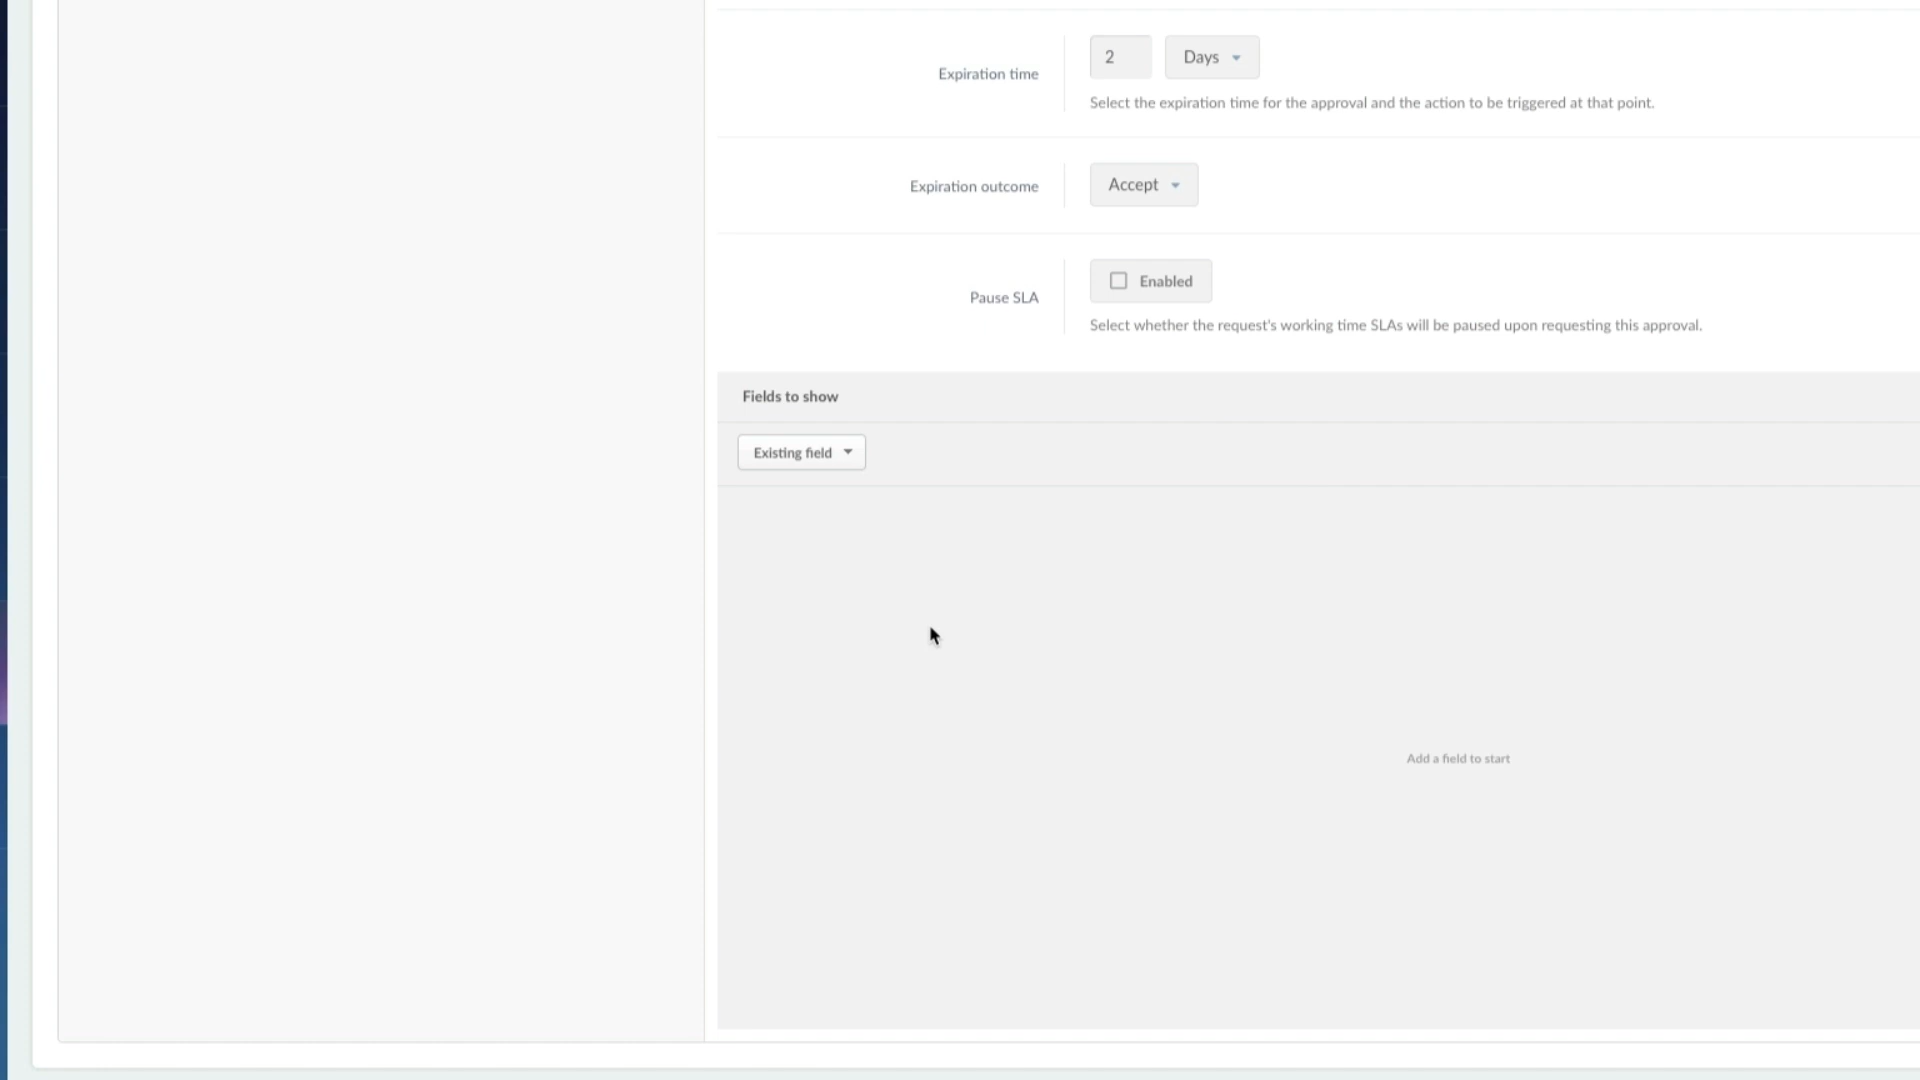 Expiration time
2
Days
Select the expiration time for the approval and the action to be triggered at that point.
Expiration outcome
Accept
Pause SLA
Enabled
Select whether the request's working time SLAs will be paused upon requesting this approval.
Fields to show
Existing field
Add a field to start